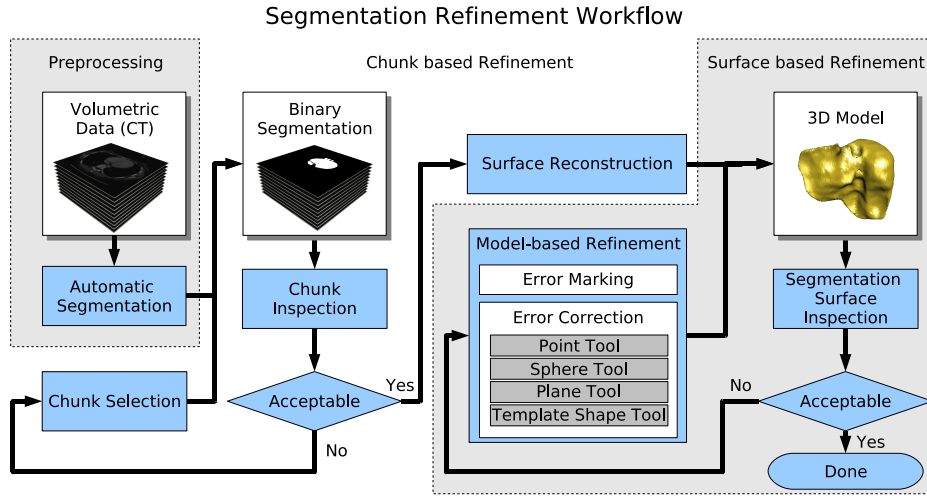 Segmentation Refinement Workflow
Preprocessing
Chunk based Refinement
Surface based Refinement
Volumetric
Data (CT)
Binary
Segmentation
3D Model
Surface Reconstruction
Automatic
Segmentation
Chunk
Inspection
Model-based Refinement
Error Marking
Error Correction
Point Tool
Sphere Tool
Plane Tool
Template Shape Tool
Segmentation
Surface
Inspection
Chunk Selection
Acceptable
Yes
No
No
Acceptable
Yes
Done